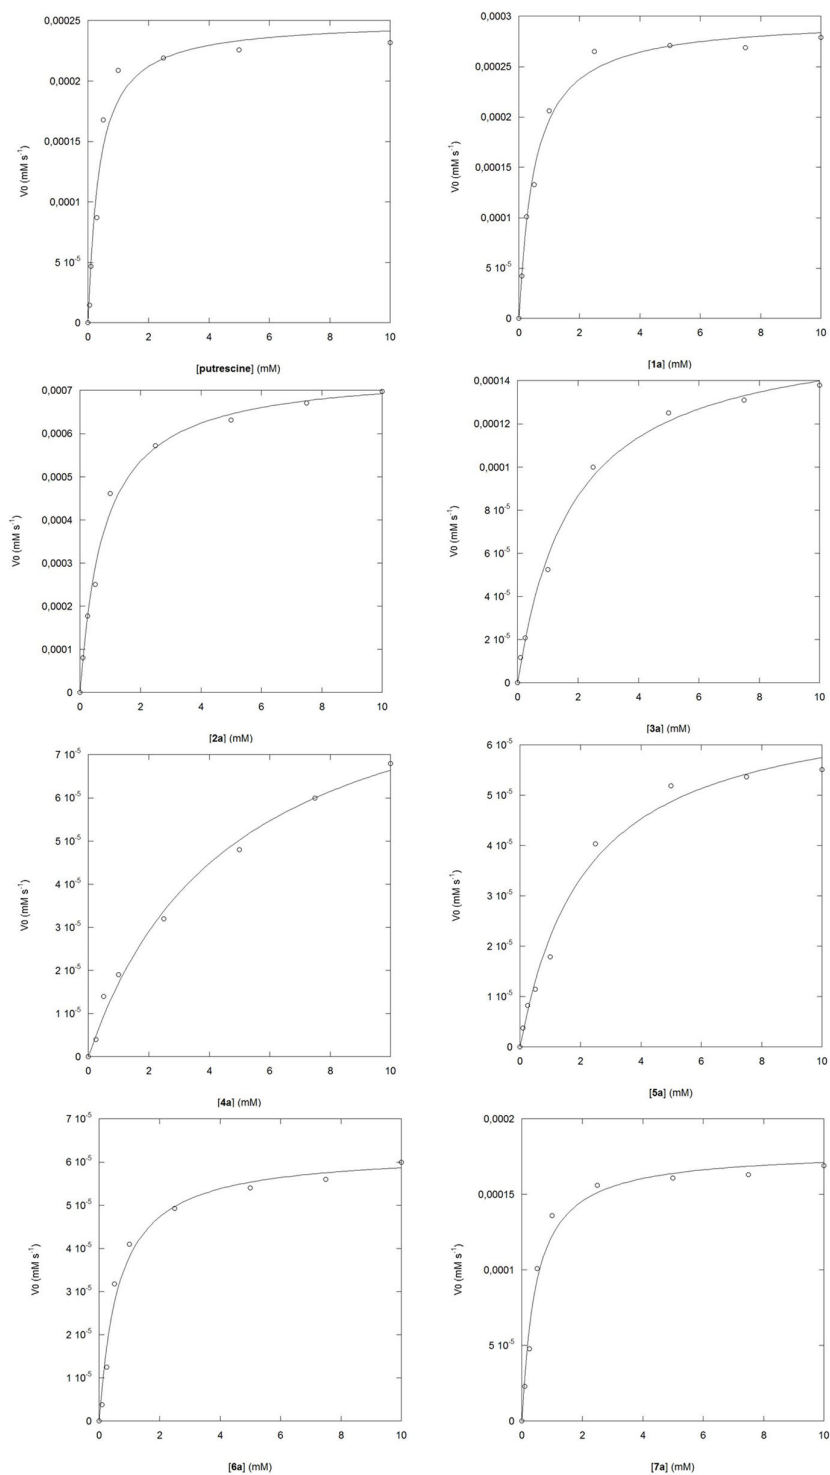 0,00025
0,0002
0,00015
0,0001
5 10⁻⁵
0
V0 (mM s⁻¹)
0 2 4 6 8 10
[putrescine] (mM)
0,0003
0,00025
0,0002
0,00015
0,0001
5 10⁻⁵
0
V0 (mM s⁻¹)
0 2 4 6 8 10
[1a] (mM)
0,0007
0,0006
0,0005
0,0004
0,0003
0,0002
0,0001
0
V0 (mM s⁻¹)
0 2 4 6 8 10
[2a] (mM)
0,00014
0,00012
0,0001
8 10⁻⁵
6 10⁻⁵
4 10⁻⁵
2 10⁻⁵
0
V0 (mM s⁻¹)
0 2 4 6 8 10
[3a] (mM)
7 10⁻⁵
6 10⁻⁵
5 10⁻⁵
4 10⁻⁵
3 10⁻⁵
2 10⁻⁵
1 10⁻⁵
0
V0 (mM s⁻¹)
0 2 4 6 8 10
[4a] (mM)
6 10⁻⁵
5 10⁻⁵
4 10⁻⁵
3 10⁻⁵
2 10⁻⁵
1 10⁻⁵
0
V0 (mM s⁻¹)
0 2 4 6 8 10
[5a] (mM)
7 10⁻⁵
6 10⁻⁵
5 10⁻⁵
4 10⁻⁵
3 10⁻⁵
2 10⁻⁵
1 10⁻⁵
0
V0 (mM s⁻¹)
0 2 4 6 8 10
[6a] (mM)
0,0002
0,00015
0,0001
5 10⁻⁵
0
V0 (mM s⁻¹)
0 2 4 6 8 10
[7a] (mM)